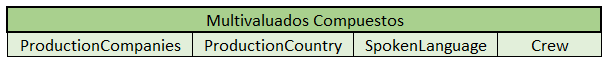 Multivaluados Compuestos
ProductionCompanies ProductionCountry SpokenLanguage Crew